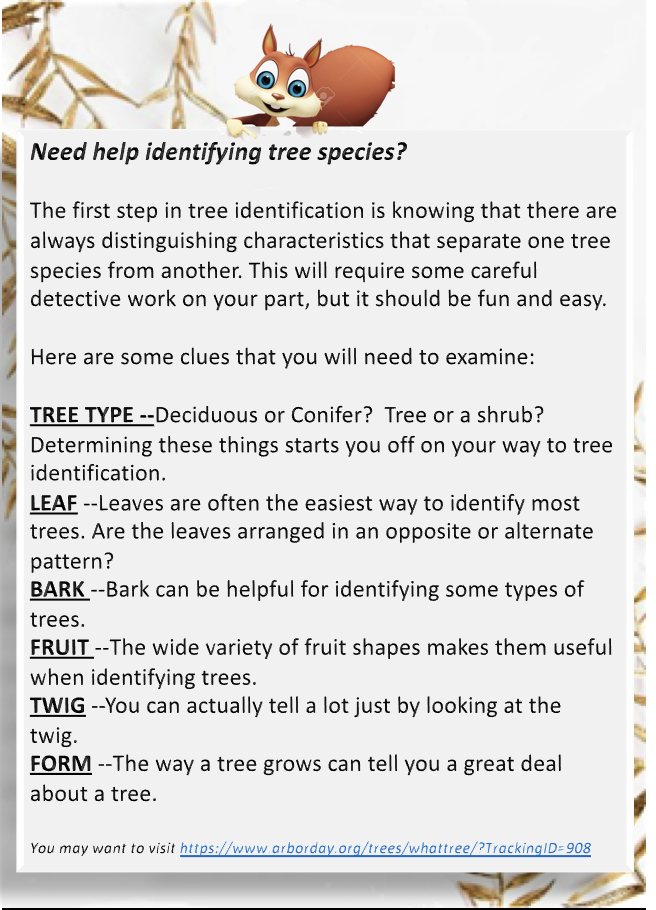 Need help identifying tree species?
The first step in tree identification is knowing that there are
always distinguishing characteristics that separate one tree
species from another. This will require some careful
detective work on your part, but it should be fun and easy.
Here are some clues that you will need to examine:
TREE TYPE --Deciduous or Conifer?  Tree or a shrub?
Determining these things starts you off on your way to tree
identification.
LEAF --Leaves are often the easiest way to identify most
trees. Are the leaves arranged in an opposite or alternate
pattern?
BARK --Bark can be helpful for identifying some types of
trees.
FRUIT --The wide variety of fruit shapes makes them useful
when identifying trees.
TWIG --You can actually tell a lot just by looking at the
twig.
FORM --The way a tree grows can tell you a great deal
about a tree.
You may want to visit https://www.arborday.org/trees/whattree/?TrackingID=908